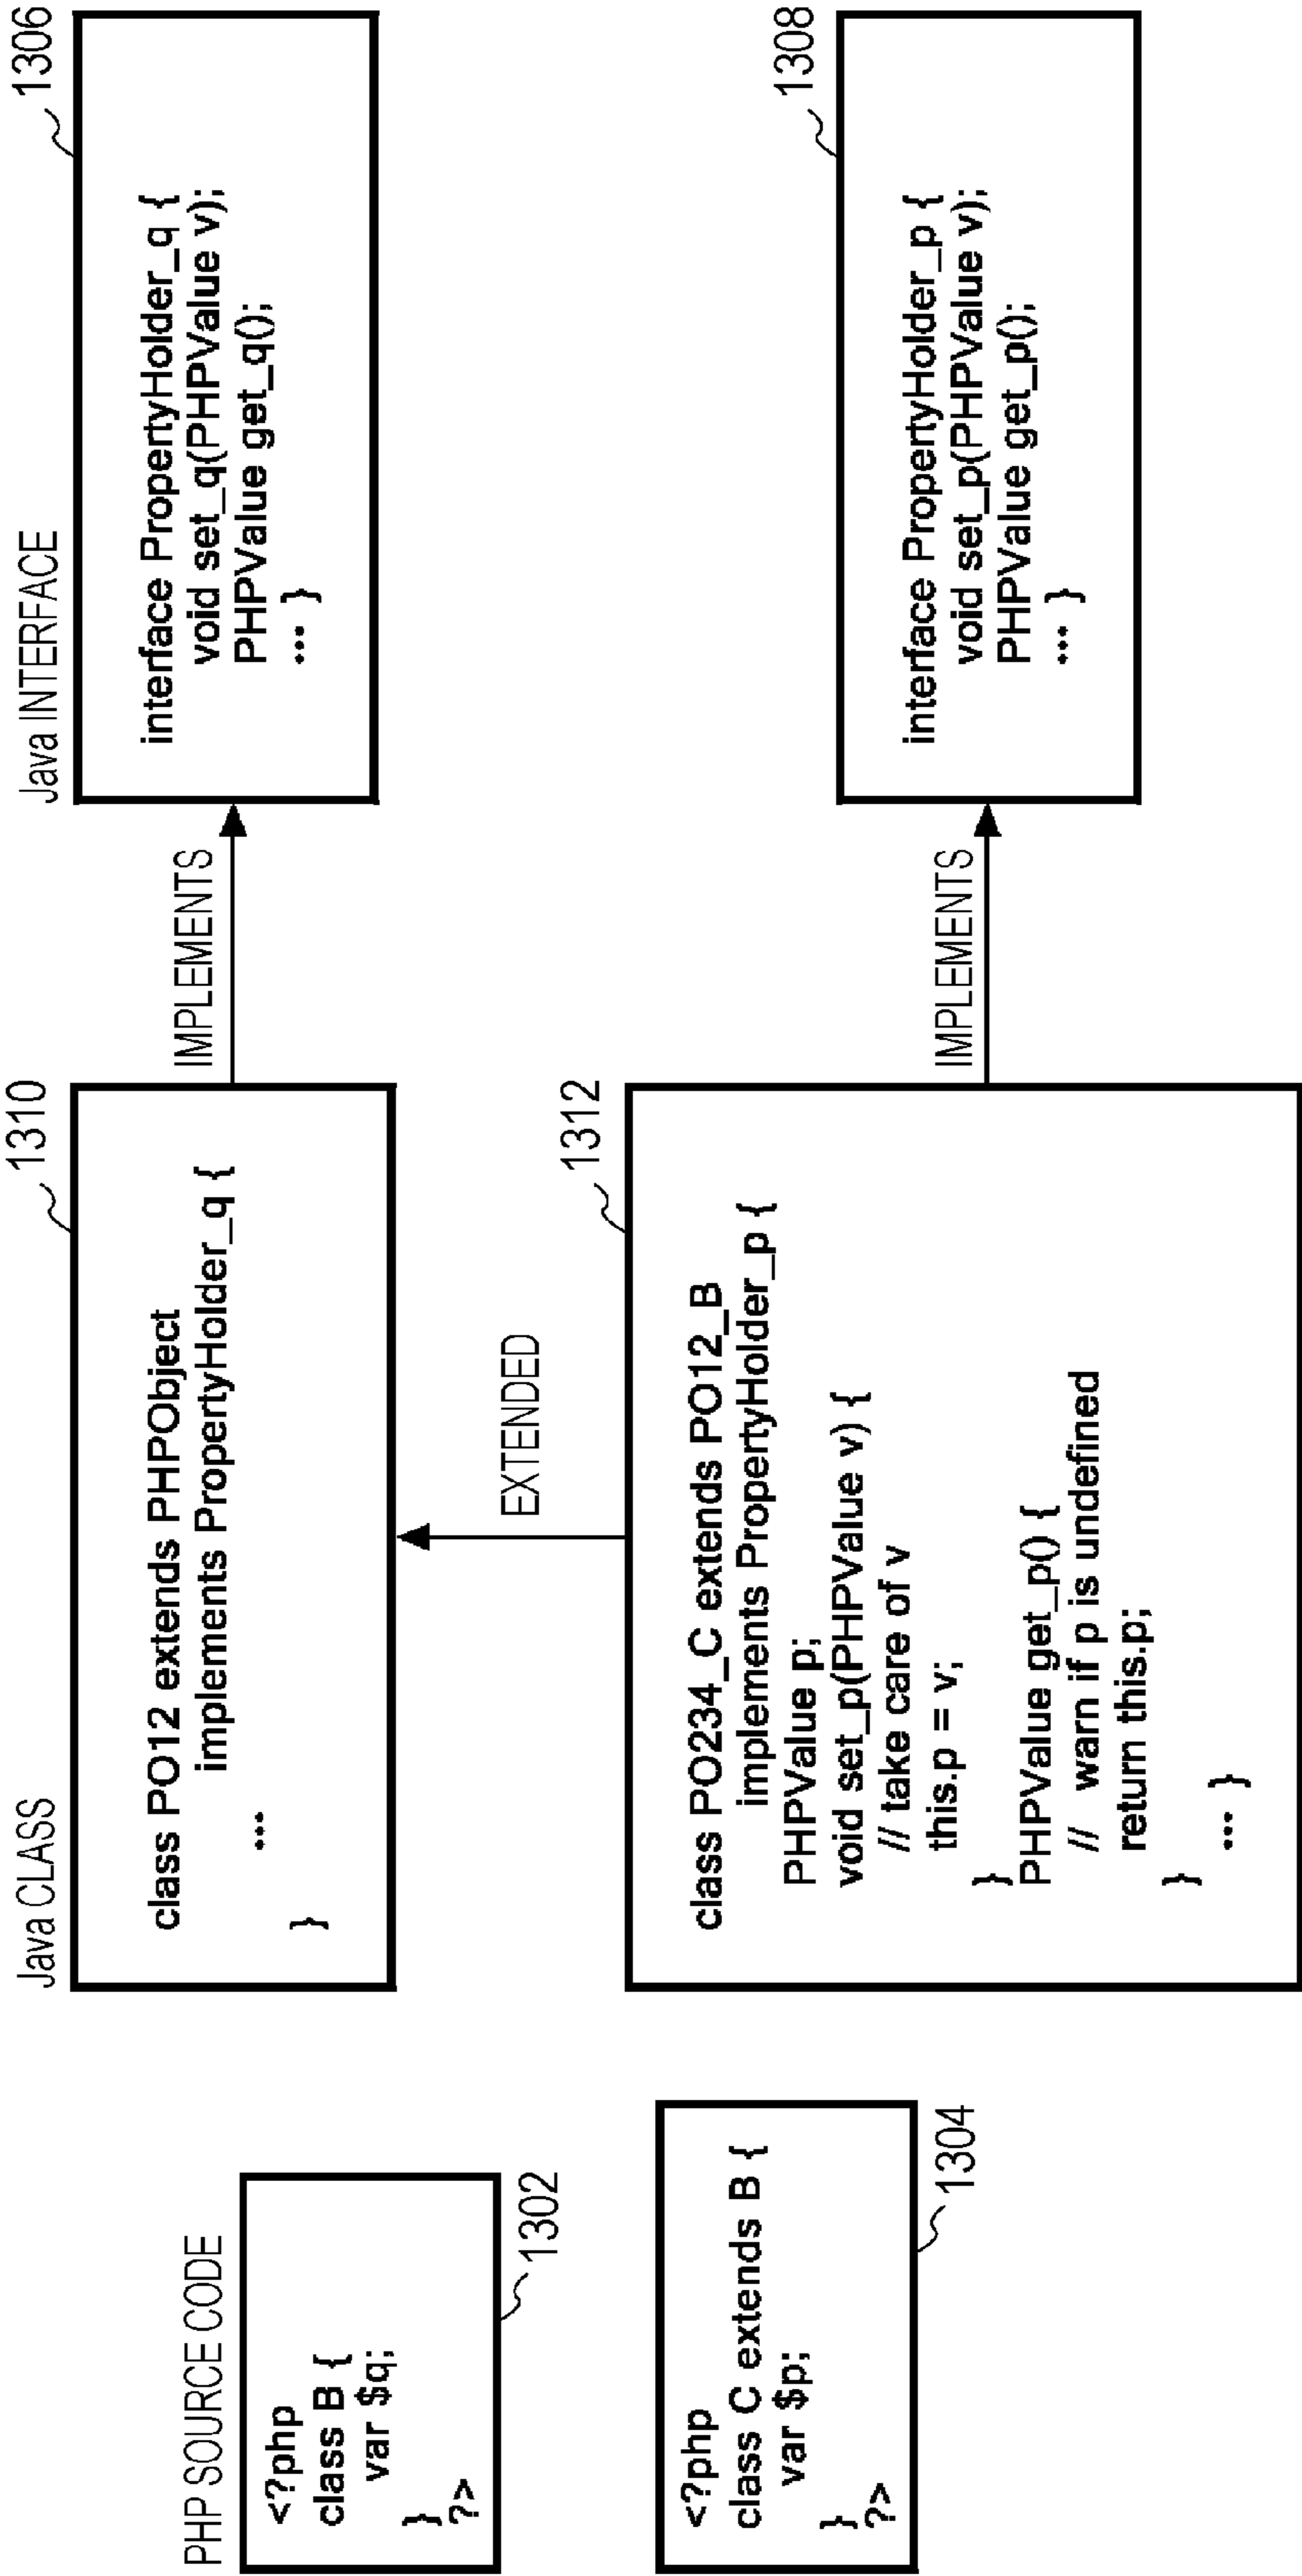 PHP SOURCE CODE
<?php
class B {
var $q;
}
?>
1302
<?php
class C extends B {
var $p;
}
?>
1304
Java CLASS
1310
class PO12 extends PHPObject
implements PropertyHolder_q {
...
}
EXTENDED
1312
class PO234_C extends PO12_B
implements PropertyHolder_p {
PHPValue p;
void set_p(PHPValue v) {
// take care of v
this.p = v;
}
PHPValue get_p() {
// warn if p is undefined
return this.p;
}
... }
IMPLEMENTS
IMPLEMENTS
Java INTERFACE
1306
interface PropertyHolder_q {
void set_q(PHPValue v);
PHPValue get_q();
... }
1308
interface PropertyHolder_p {
void set_p(PHPValue v);
PHPValue get_p();
... }